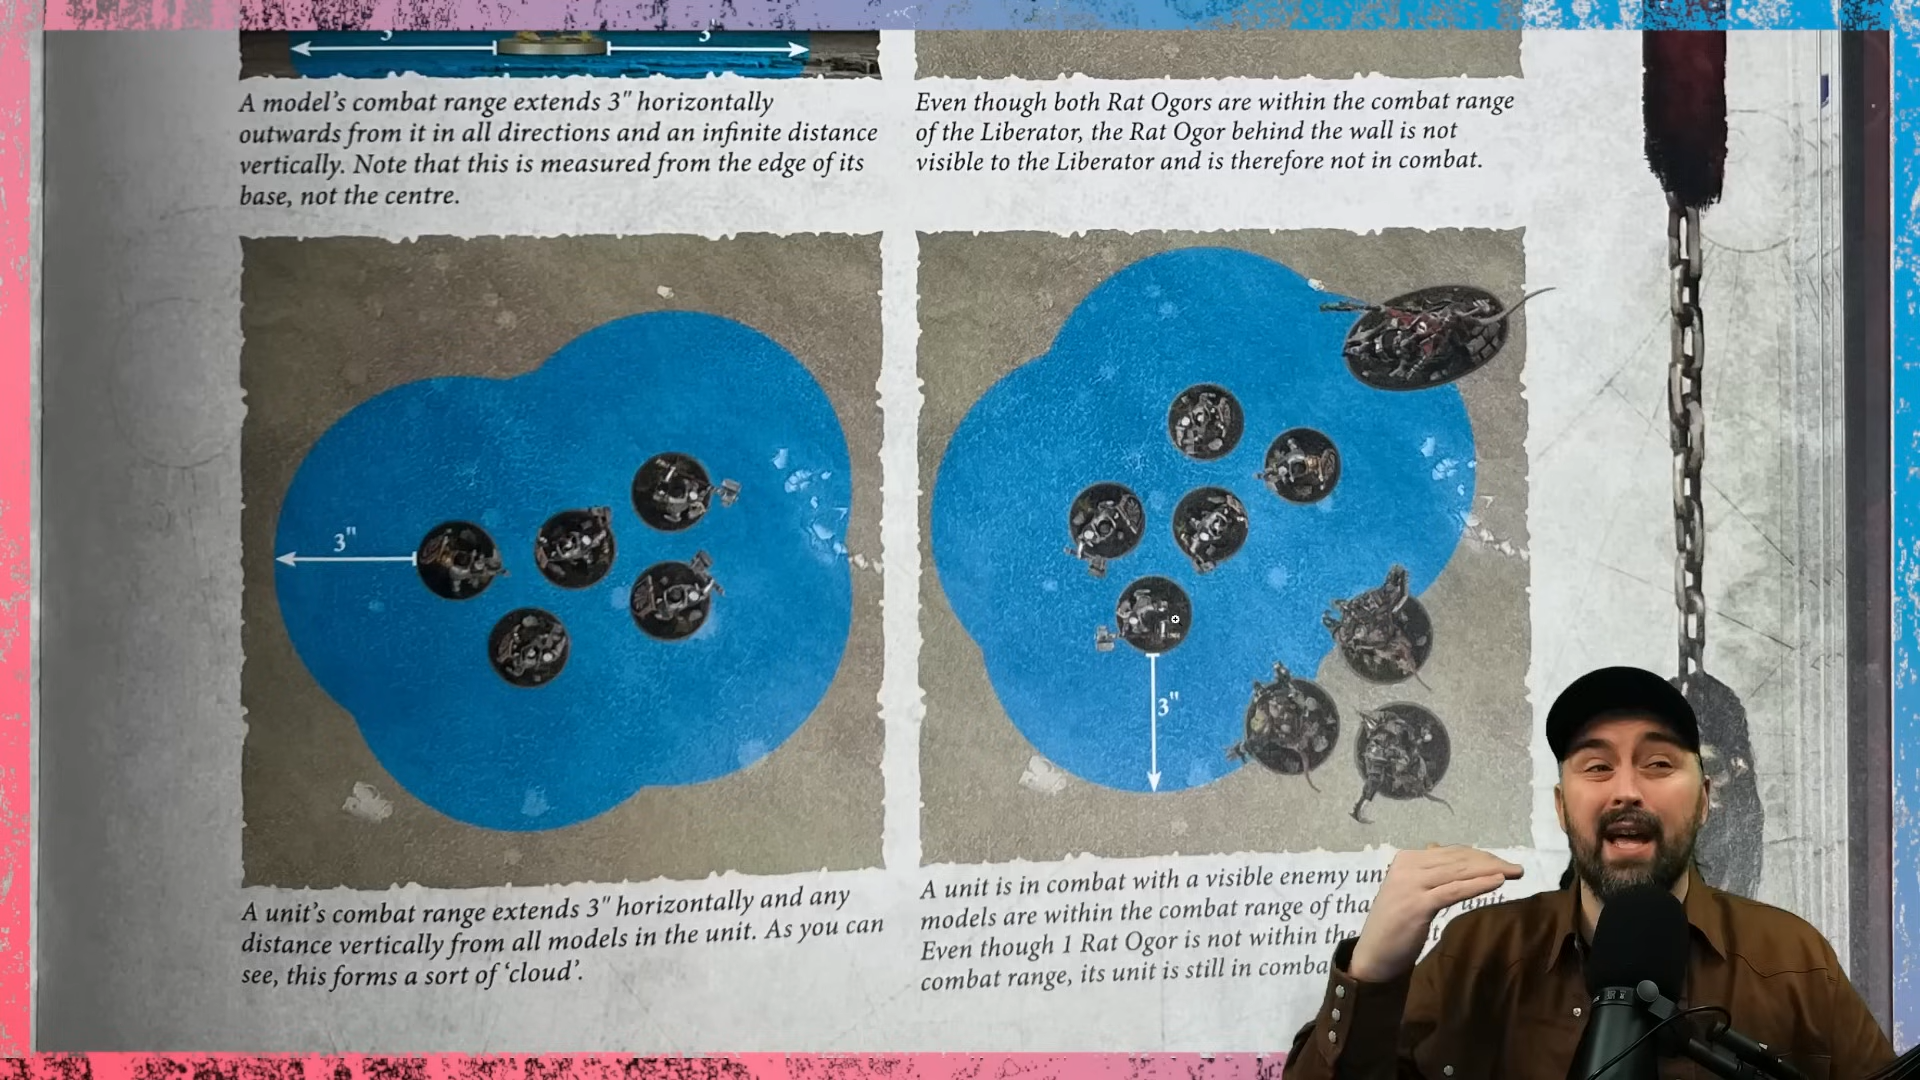 3" 3"
A model's combat range extends 3" horizontally
outwards from it in all directions and an infinite distance
vertically. Note that this is measured from the edge of its
base, not the centre.
Even though both Rat Ogors are within the combat range
of the Liberator, the Rat Ogor behind the wall is not
visible to the Liberator and is therefore not in combat.
3"
3"
A unit's combat range extends 3" horizontally and any
distance vertically from all models in the unit. As you can
see, this forms a sort of 'cloud'.
A unit is in combat with a visible enemy
models are within the combat range of unit
Even though 1 Rat Ogor is not within the
combat range, its unit is still in